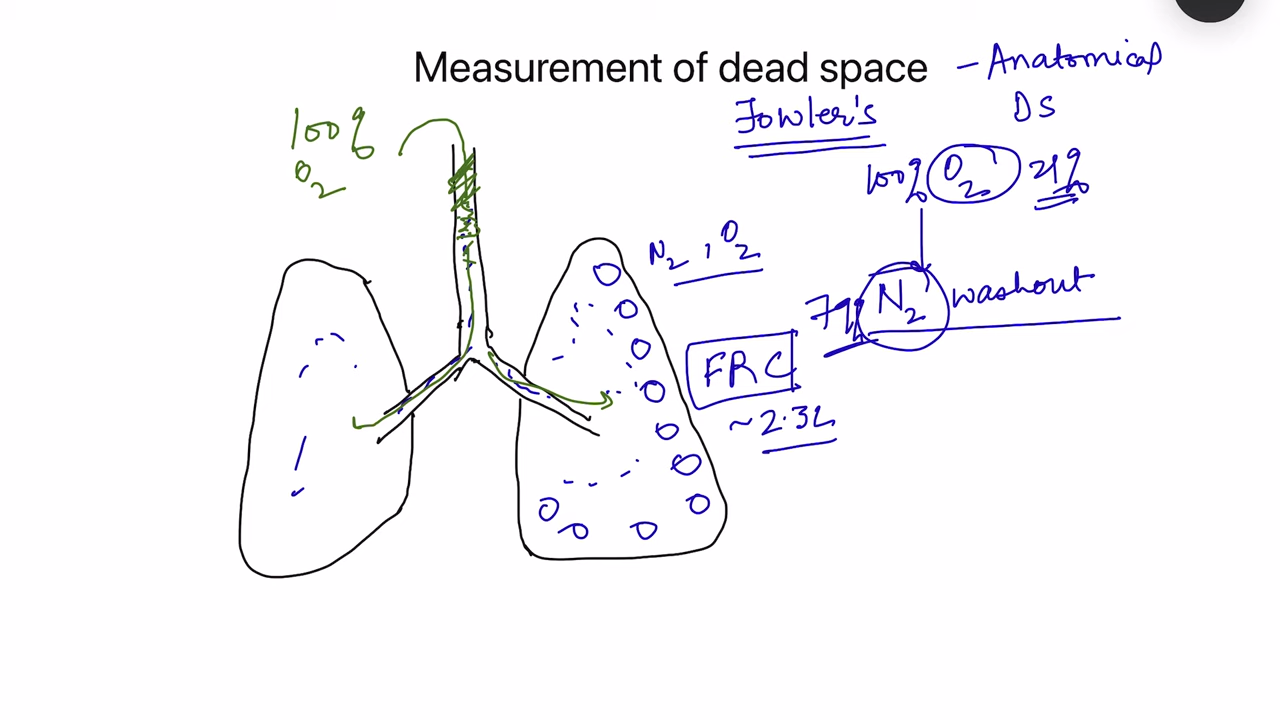 Measurement of dead space
- Anatomical
DS
Fowler's
100% O2
100% O2 21%
N2, O2
79% N2 washout
FRC
~2.3L